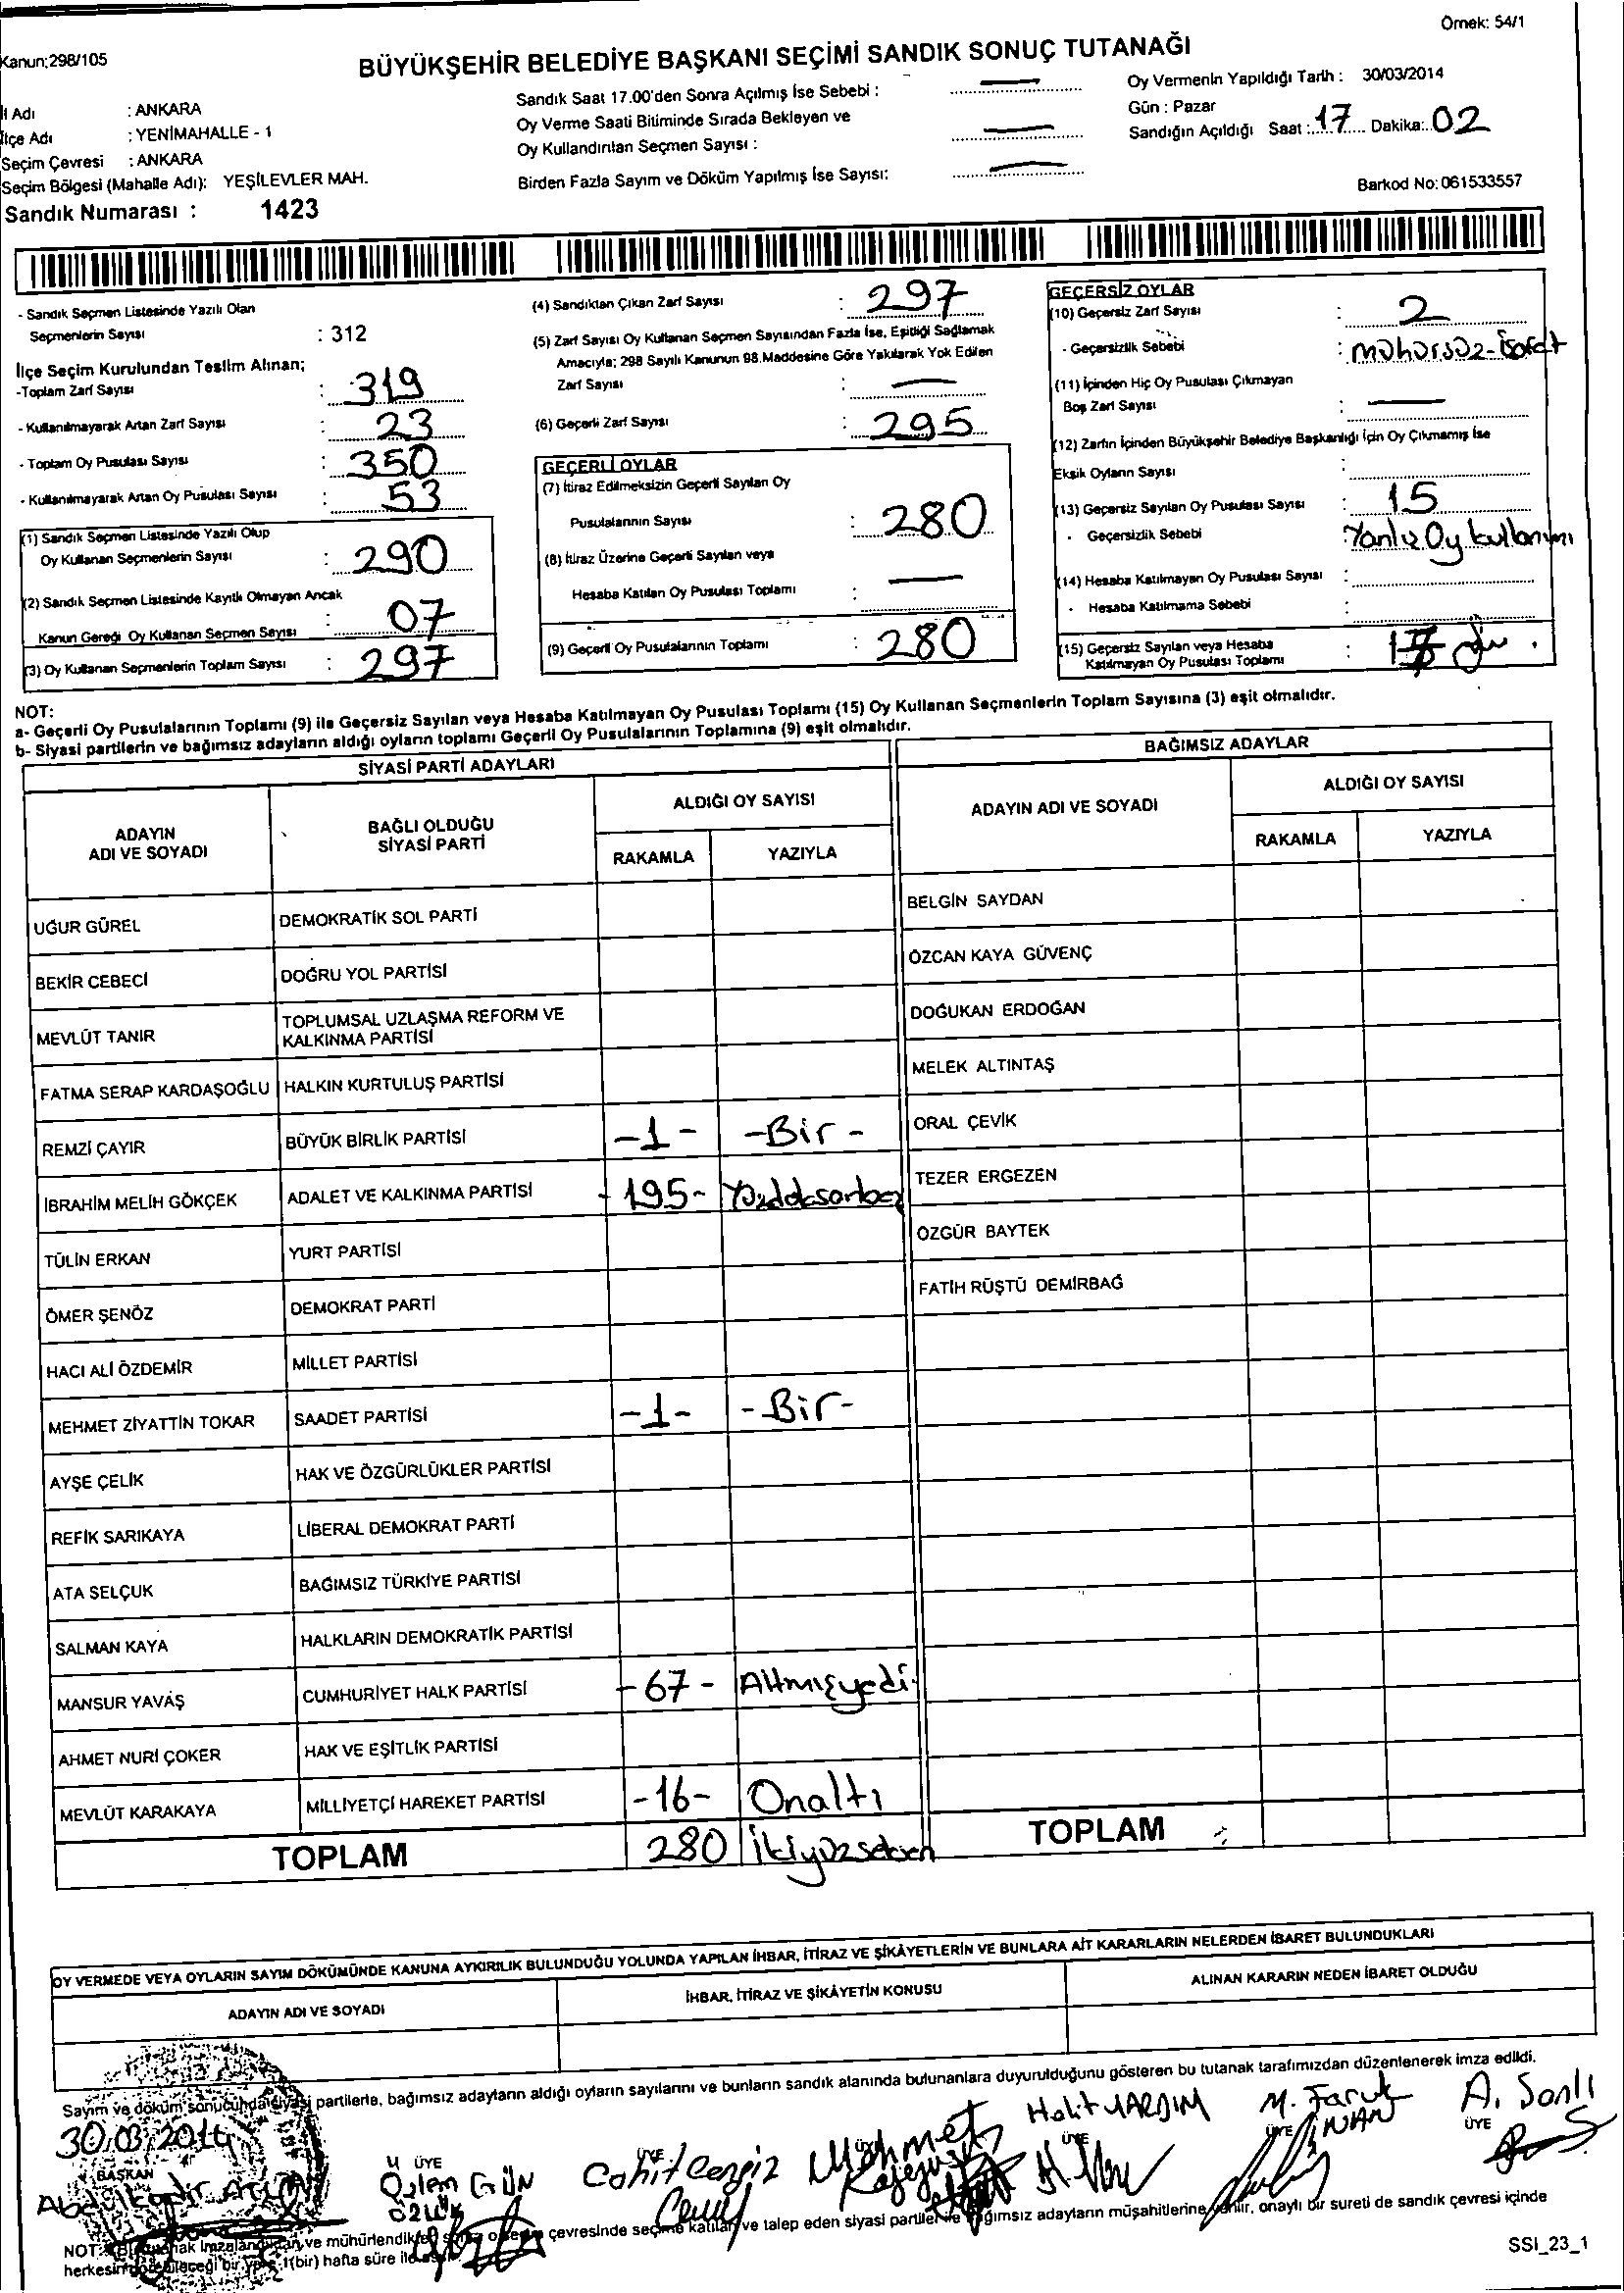 Örnek: 54/1
Kanun:298/105
BÜYÜKŞEHİR BELEDİYE BAŞKANI SEÇİMİ SANDIK SONUÇ TUTANAĞI
İl Adı : ANKARA
İlçe Adı : YENİMAHALLE - 1
Seçim Çevresi : ANKARA
Seçim Bölgesi (Mahalle Adı): YEŞİLEVLER MAH.
Sandık Numarası : 1423
Sandık Saat 17.00'den Sonra Açılmış İse Sebebi : —
Oy Verme Saati Bitiminde Sırada Bekleyen ve
Oy Kullandırılan Seçmen Sayısı : —
Birden Fazla Sayım ve Döküm Yapılmış İse Sayısı: —
Oy Vermenin Yapıldığı Tarih : 30/03/2014
Gün : Pazar
Sandığın Açıldığı Saat : 17 Dakika: 02
Barkod No: 061533557
- Sandık Seçmen Listesinde Yazılı Olan
Seçmenlerin Sayısı : 312
İlçe Seçim Kurulundan Teslim Alınan;
-Toplam Zarf Sayısı : 319
- Kullanılmayarak Artan Zarf Sayısı : 23
- Toplam Oy Pusulası Sayısı : 350
- Kullanılmayarak Artan Oy Pusulası Sayısı : 53
(1) Sandık Seçmen Listesinde Yazılı Olup
Oy Kullanan Seçmenlerin Sayısı : 290
(2) Sandık Seçmen Listesinde Kayıtlı Olmayan Ancak
Kanun Gereği Oy Kullanan Seçmen Sayısı : 07
(3) Oy Kullanan Seçmenlerin Toplam Sayısı : 297
(4) Sandıktan Çıkan Zarf Sayısı : 297
(5) Zarf Sayısı Oy Kullanan Seçmen Sayısından Fazla İse, Eşitliği Sağlamak
Amacıyla; 298 Sayılı Kanunun 98.Maddesine Göre Yakılarak Yok Edilen
Zarf Sayısı : —
(6) Geçerli Zarf Sayısı : 295
GEÇERLİ OYLAR
(7) İtiraz Edilmeksizin Geçerli Sayılan Oy
Pusulalarının Sayısı : 280
(8) İtiraz Üzerine Geçerli Sayılan veya
Hesaba Katılan Oy Pusulası Toplamı : —
(9) Geçerli Oy Pusulalarının Toplamı : 280
GEÇERSİZ OYLAR
(10) Geçersiz Zarf Sayısı : 2
- Geçersizlik Sebebi :
(11) İçinden Hiç Oy Pusulası Çıkmayan
Boş Zarf Sayısı : —
(12) Zarfın İçinden Büyükşehir Belediye Başkanlığı İçin Oy Çıkmamış İse
Eksik Oyların Sayısı :
(13) Geçersiz Sayılan Oy Pusulası Sayısı : 15
- Geçersizlik Sebebi : Oy kullanımı
(14) Hesaba Katılmayan Oy Pusulası Sayısı :
- Hesaba Katılmama Sebebi :
(15) Geçersiz Sayılan veya Hesaba
Katılmayan Oy Pusulası Toplamı :
NOT:
a- Geçerli Oy Pusulalarının Toplamı (9) ile Geçersiz Sayılan veya Hesaba Katılmayan Oy Pusulası Toplamı (15) Oy Kullanan Seçmenlerin Toplam Sayısına (3) eşit olmalıdır.
b- Siyasi partilerin ve bağımsız adayların aldığı oyların toplamı Geçerli Oy Pusulalarının Toplamına (9) eşit olmalıdır.
SİYASİ PARTİ ADAYLARI
ADAYIN ADI VE SOYADI
BAĞLI OLDUĞU SİYASİ PARTİ
ALDIĞI OY SAYISI
RAKAMLA YAZIYLA
UĞUR GÜREL DEMOKRATİK SOL PARTİ
BEKİR CEBECİ DOĞRU YOL PARTİSİ
MEVLÜT TANIR TOPLUMSAL UZLAŞMA REFORM VE
KALKINMA PARTİSİ
FATMA SERAP KARDAŞOĞLU HALKIN KURTULUŞ PARTİSİ
REMZİ ÇAYIR BÜYÜK BİRLİK PARTİSİ -1- -Bir-
İBRAHİM MELİH GÖKÇEK ADALET VE KALKINMA PARTİSİ -195-
TÜLİN ERKAN YURT PARTİSİ
ÖMER ŞENÖZ DEMOKRAT PARTİ
HACI ALİ ÖZDEMİR MİLLET PARTİSİ
MEHMET ZİYATTİN TOKAR SAADET PARTİSİ -1- -Bir-
AYŞE ÇELİK HAK VE ÖZGÜRLÜKLER PARTİSİ
REFİK SARIKAYA LİBERAL DEMOKRAT PARTİ
ATA SELÇUK BAĞIMSIZ TÜRKİYE PARTİSİ
SALMAN KAYA HALKLARIN DEMOKRATİK PARTİSİ
MANSUR YAVAŞ CUMHURİYET HALK PARTİSİ -67- Altmışyedi
AHMET NURİ ÇOKER HAK VE EŞİTLİK PARTİSİ
MEVLÜT KARAKAYA MİLLİYETÇİ HAREKET PARTİSİ -16- Onaltı
TOPLAM 280 İkiyüzseksen
BAĞIMSIZ ADAYLAR
ADAYIN ADI VE SOYADI
ALDIĞI OY SAYISI
RAKAMLA YAZIYLA
BELGİN SAYDAN
ÖZCAN KAYA GÜVENÇ
DOĞUKAN ERDOĞAN
MELEK ALTINTAŞ
ORAL ÇEVİK
TEZER ERGEZEN
ÖZGÜR BAYTEK
FATİH RÜŞTÜ DEMİRBAĞ
TOPLAM
OY VERMEDE VEYA OYLARIN SAYIM DÖKÜMÜNDE KANUNA AYKIRILIK BULUNDUĞU YOLUNDA YAPILAN İHBAR, İTİRAZ VE ŞİKÂYETLERİN VE BUNLARA AİT KARARLARIN NELERDEN İBARET BULUNDUKLARI
ADAYIN ADI VE SOYADI
İHBAR, İTİRAZ VE ŞİKÂYETİN KONUSU
ALINAN KARARIN NEDEN İBARET OLDUĞU
Sayım ve döküm sonucunda siyasi partilerle, bağımsız adayların aldığı oyların sayılarını ve bunların sandık alanında bulunanlara duyurulduğunu gösteren bu tutanak tarafımızdan düzenlenerek imza edildi.
30.03.2014
BAŞKAN
Abdülkadir
ÜYE
Özlem GÜN
ÜYE
Cahit Cengiz
Mehmet
Halit YARDIM
ÜYE
M. Faruk
İNAN
ÜYE
A. Sanlı
ÜYE
NOT: Bu tutanak imzalandıktan ve mühürlendikten sonra o seçim çevresinde seçime katılan ve talep eden siyasi partiler ve bağımsız adayların müşahitlerine verilir, onaylı bir sureti de sandık çevresi içinde
herkesin görebileceği bir yere 1(bir) hafta süre ile asılır.
SSI_23_1